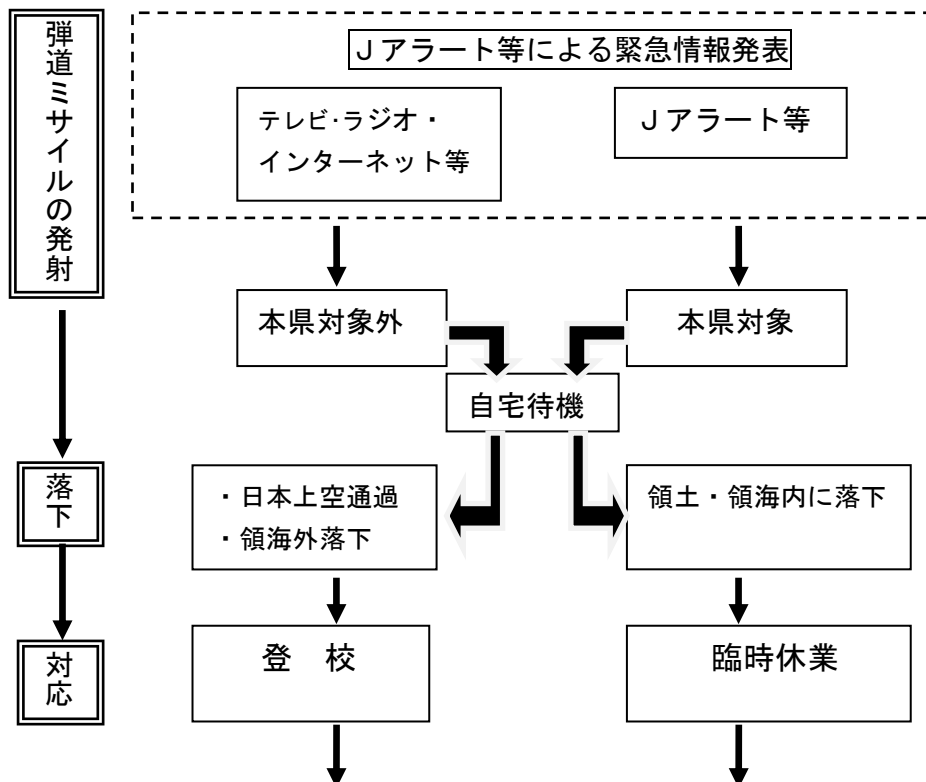 弾道ミサイルの発射
Ｊアラート等による緊急情報発表
テレビ・ラジオ・
インターネット等
Ｊアラート等
本県対象外
本県対象
自宅待機
落下
・日本上空通過
・領海外落下
領土・領海内に落下
対応
登　校
臨時休業